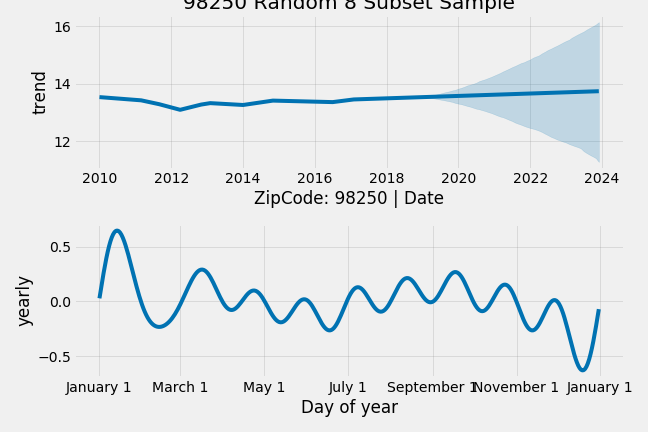 98250 Random 8 Subset Sample
16
14
12
trend
2010 2012 2014 2016 2018 2020 2022 2024
ZipCode: 98250 | Date
0.5
0.0
−0.5
yearly
January 1 March 1 May 1 July 1 September 1 November 1 January 1
Day of year